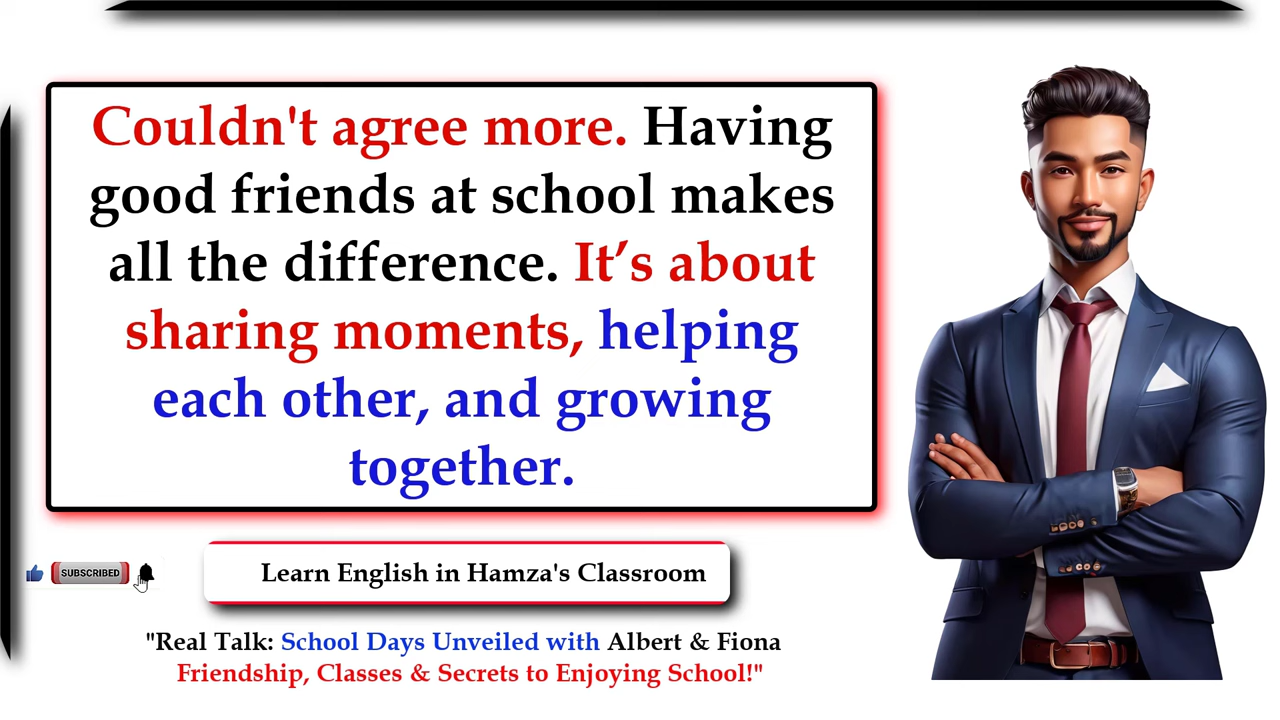 Couldn't agree more. Having
good friends at school makes
all the difference. It’s about
sharing moments, helping
each other, and growing
together.
SUBSCRIBED
Learn English in Hamza's Classroom
"Real Talk: School Days Unveiled with Albert & Fiona
Friendship, Classes & Secrets to Enjoying School!"